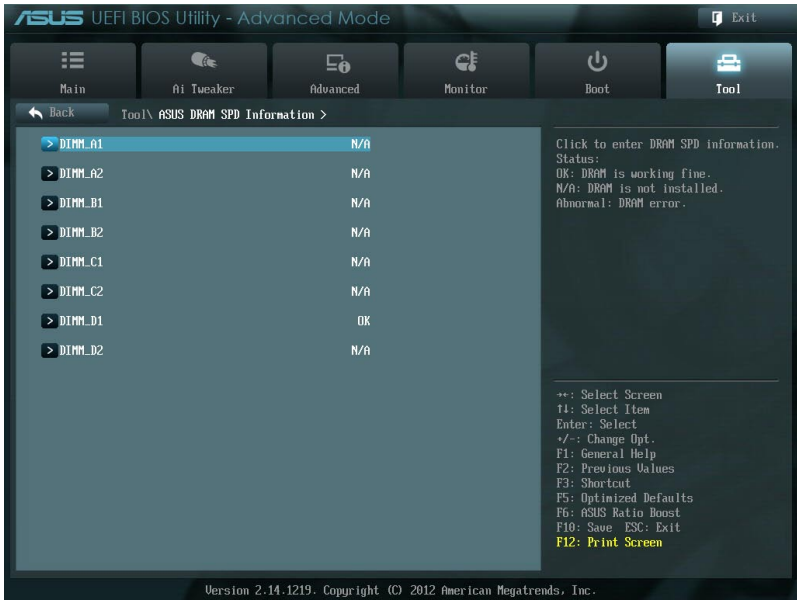 ASUS UEFI BIOS Utility - Advanced Mode
Exit
Main
Ai Tweaker
Advanced
Monitor
Boot
Tool
Back
Tool\ ASUS DRAM SPD Information >
> DIMM_A1 N/A
> DIMM_A2 N/A
> DIMM_B1 N/A
> DIMM_B2 N/A
> DIMM_C1 N/A
> DIMM_C2 N/A
> DIMM_D1 OK
> DIMM_D2 N/A
Click to enter DRAM SPD information.
Status:
OK: DRAM is working fine.
N/A: DRAM is not installed.
Abnormal: DRAM error.
→←: Select Screen
↑↓: Select Item
Enter: Select
+/-: Change Opt.
F1: General Help
F2: Previous Values
F3: Shortcut
F5: Optimized Defaults
F6: ASUS Ratio Boost
F10: Save ESC: Exit
F12: Print Screen
Version 2.14.1219. Copyright (C) 2012 American Megatrends, Inc.